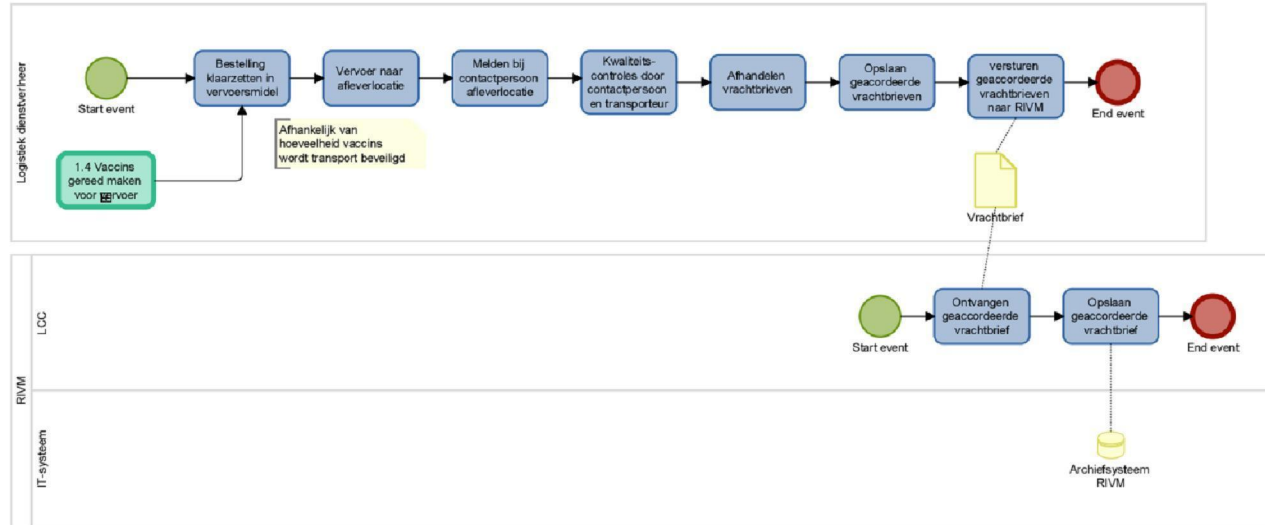 Logistiek dienstverheer
Start event
Bestelling
klaarzetten in
vervoersmidel
Vervoer naar
afleverlocatie
Melden bij
contactpersoon
afleverlocatie
Kwaliteits-
controles door
contactpersoon
en transporteur
Afhandelen
vrachtbrieven
Opslaan
geacordeerde
vrachtbrieven
versturen
geaccordeerde
vrachtbrieven
naar RIVM
End event
Afhankelijk van
hoeveelheid vaccins
wordt transport beveiligd
1.4 Vaccins
gereed maken
voor vervoer
Vrachtbrief
RIVM
LCC
Start event
Ontvangen
geaccordeerde
vrachtbrief
Opslaan
geaccordeerde
vrachtbrief
End event
IT-systeem
Archiefsysteem
RIVM